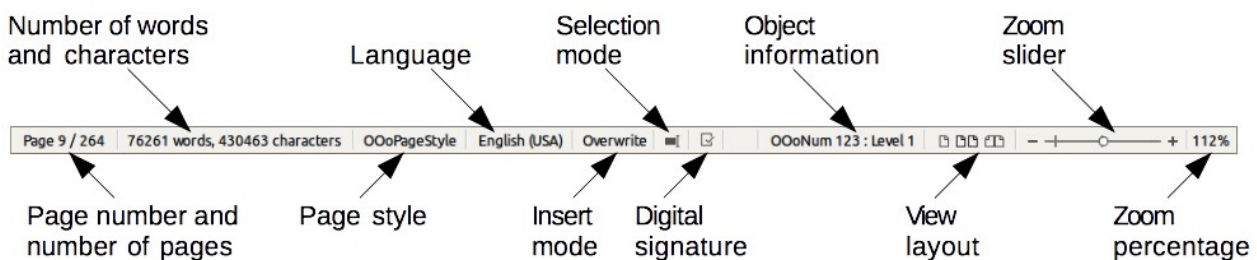 Number of words
and characters
Language
Selection
mode
Object
information
Zoom
slider
Page 9 / 264 76261 words, 430463 characters OOoPageStyle English (USA) Overwrite OOoNum 123 : Level 1 112%
Page number and
number of pages
Page style
Insert
mode
Digital
signature
View
layout
Zoom
percentage